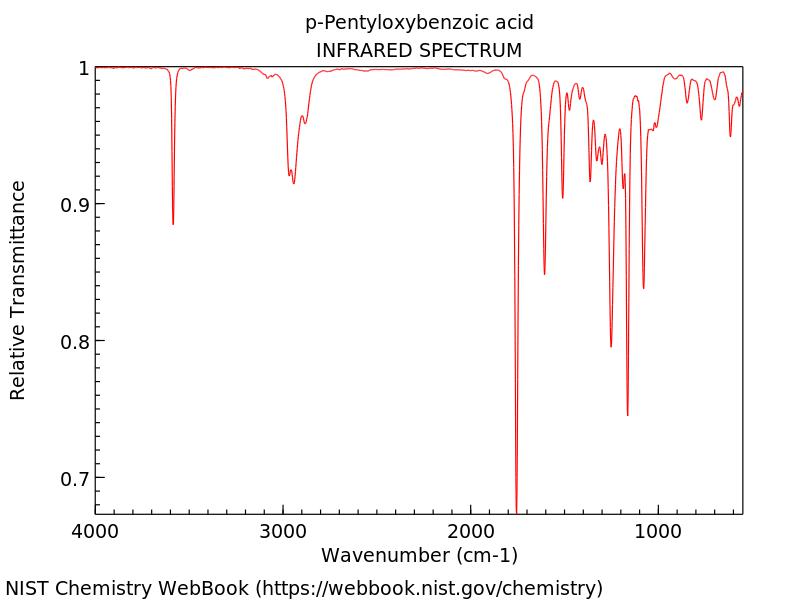 p-Pentyloxybenzoic acid
INFRARED SPECTRUM
1
0.9
0.8
0.7
Relative Transmittance
4000 3000 2000 1000
Wavenumber (cm-1)
NIST Chemistry WebBook (https://webbook.nist.gov/chemistry)